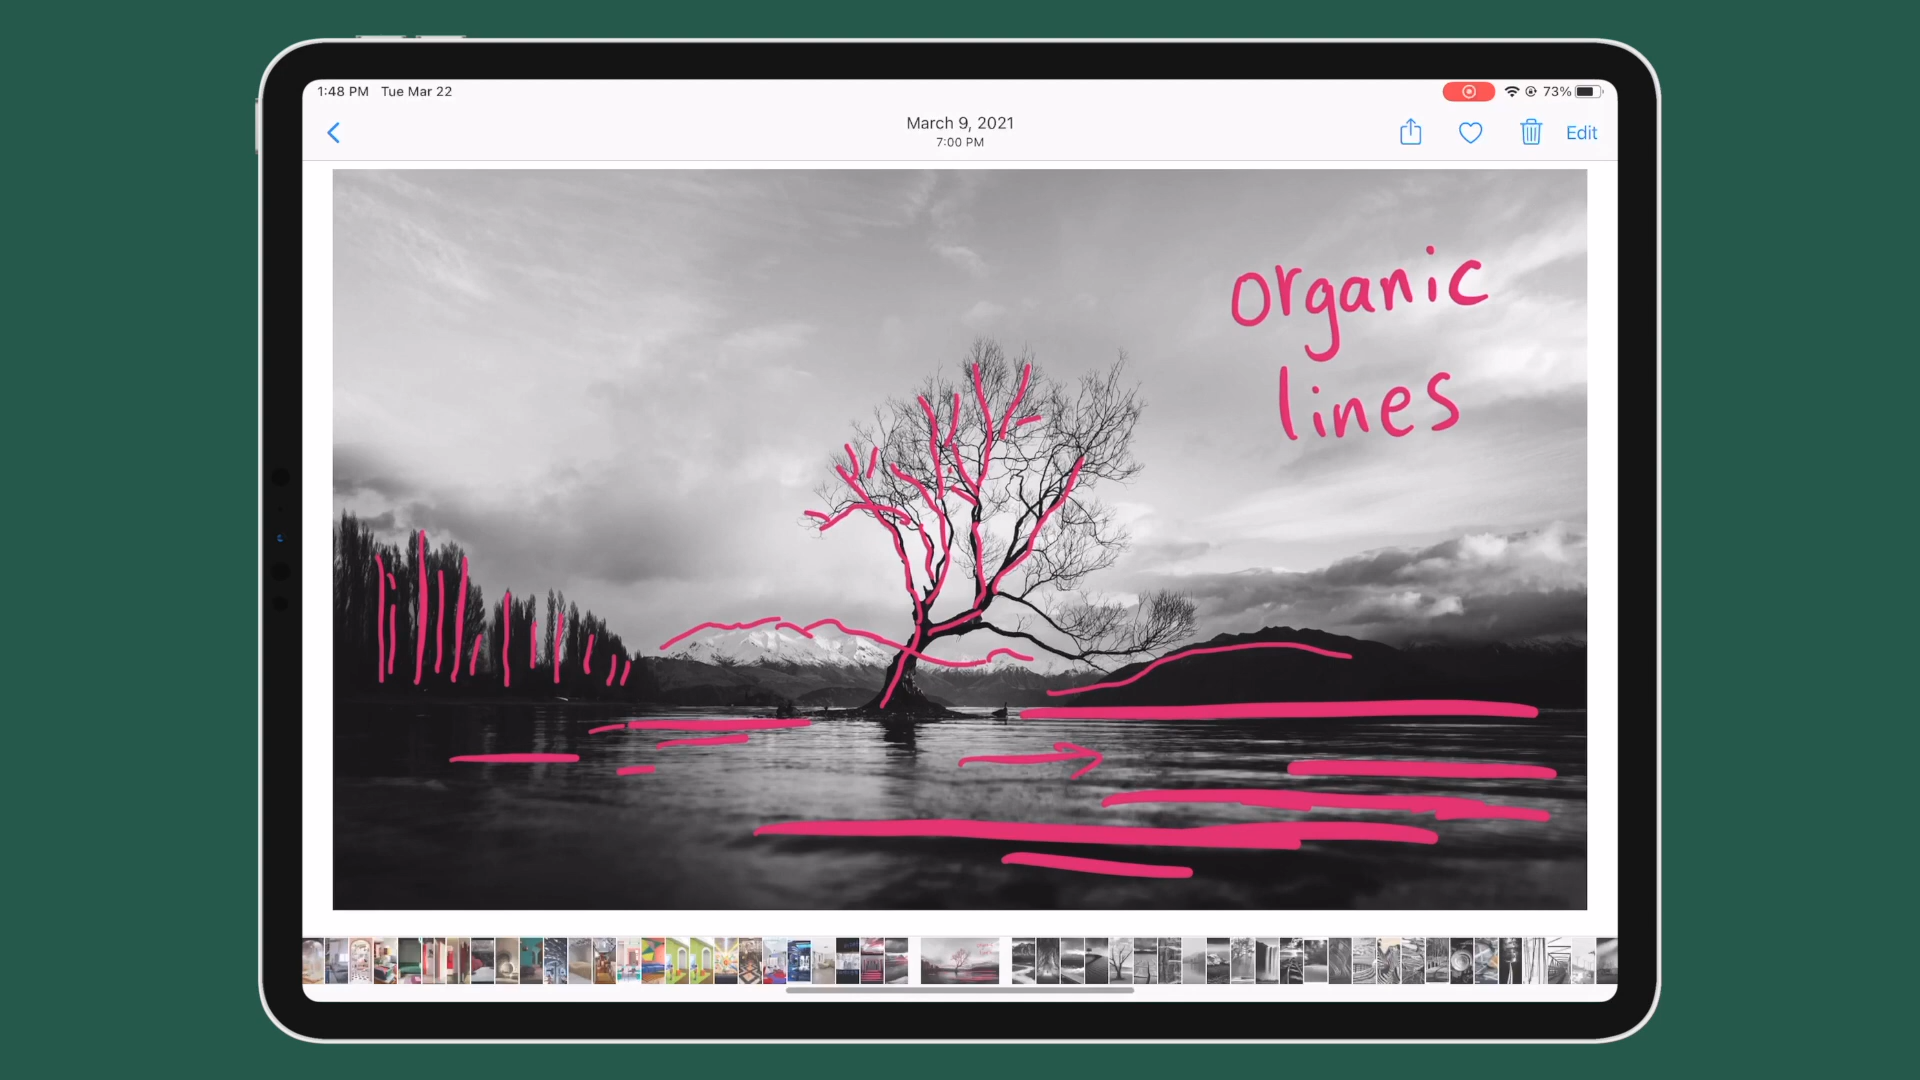 1:48 PM Tue Mar 22
73%
March 9, 2021
7:00 PM
Edit
organic
lines